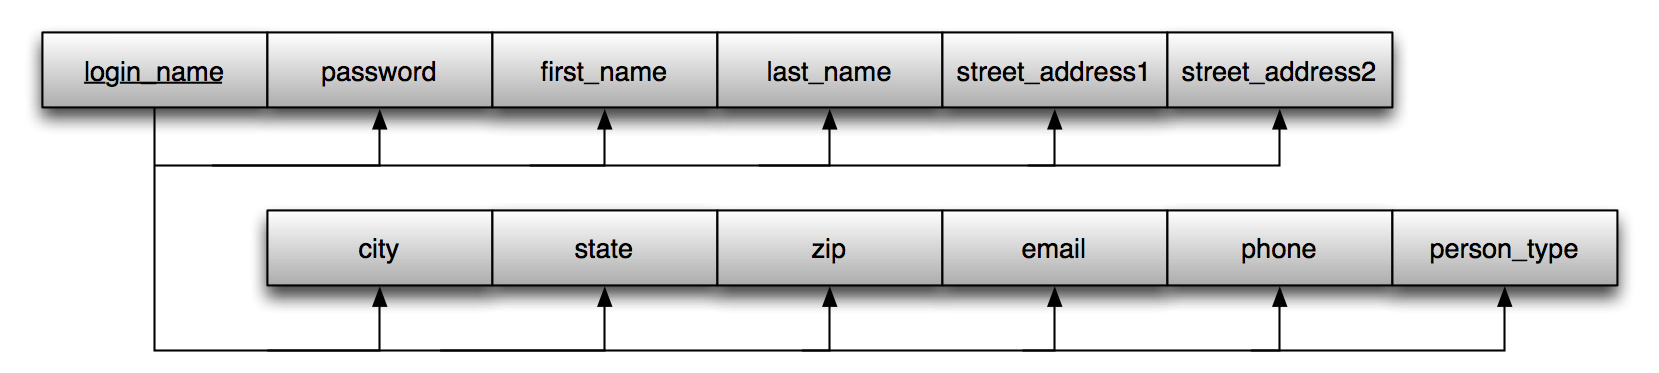 login_name password first_name last_name street_address1 street_address2
city state zip email phone person_type